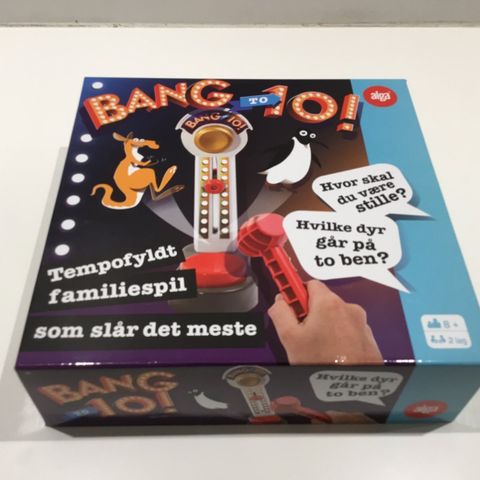 BANG TO 10!
alga
BANG TO 10!
Hvor skal
du være
stille?
Hvilke dyr
går på
to ben?
Tempofyldt
familiespil
som slår det meste
8 +
2 lag
BANG
TO 10!
Hvilke dyr
går på
to ben?
alga